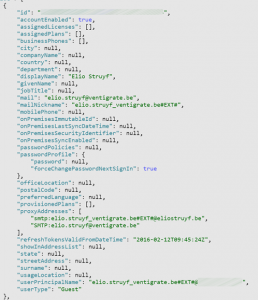 {
"id": "
"accountEnabled": true,
"assignedLicenses": [],
"assignedPlans": [],
"businessPhones": [],
"city": null,
"companyName": null,
"country": null,
"department": null,
"displayName": "Elio Struyf",
"givenName": null,
"jobTitle": null,
"mail": "elio.struyf@ventigrate.be",
"mailNickname": "elio.struyf_ventigrate.be#EXT#",
"mobilePhone": null,
"onPremisesImmutableId": null,
"onPremisesLastSyncDateTime": null,
"onPremisesSecurityIdentifier": null,
"onPremisesSyncEnabled": null,
"passwordPolicies": null,
"passwordProfile": {
"password": null,
"forceChangePasswordNextSignIn": true
},
"officeLocation": null,
"postalCode": null,
"preferredLanguage": null,
"provisionedPlans": [],
"proxyAddresses": [
"smtp:elio.struyf_ventigrate.be#EXT#@eliostruyf.be",
"SMTP:elio.struyf@ventigrate.be"
],
"refreshTokensValidFromDateTime": "2016-02-12T09:45:24Z",
"showInAddressList": null,
"state": null,
"streetAddress": null,
"surname": null,
"usageLocation": null,
"userPrincipalName": "elio.struyf_ventigrate.be#EXT#@
"userType": "Guest"
}